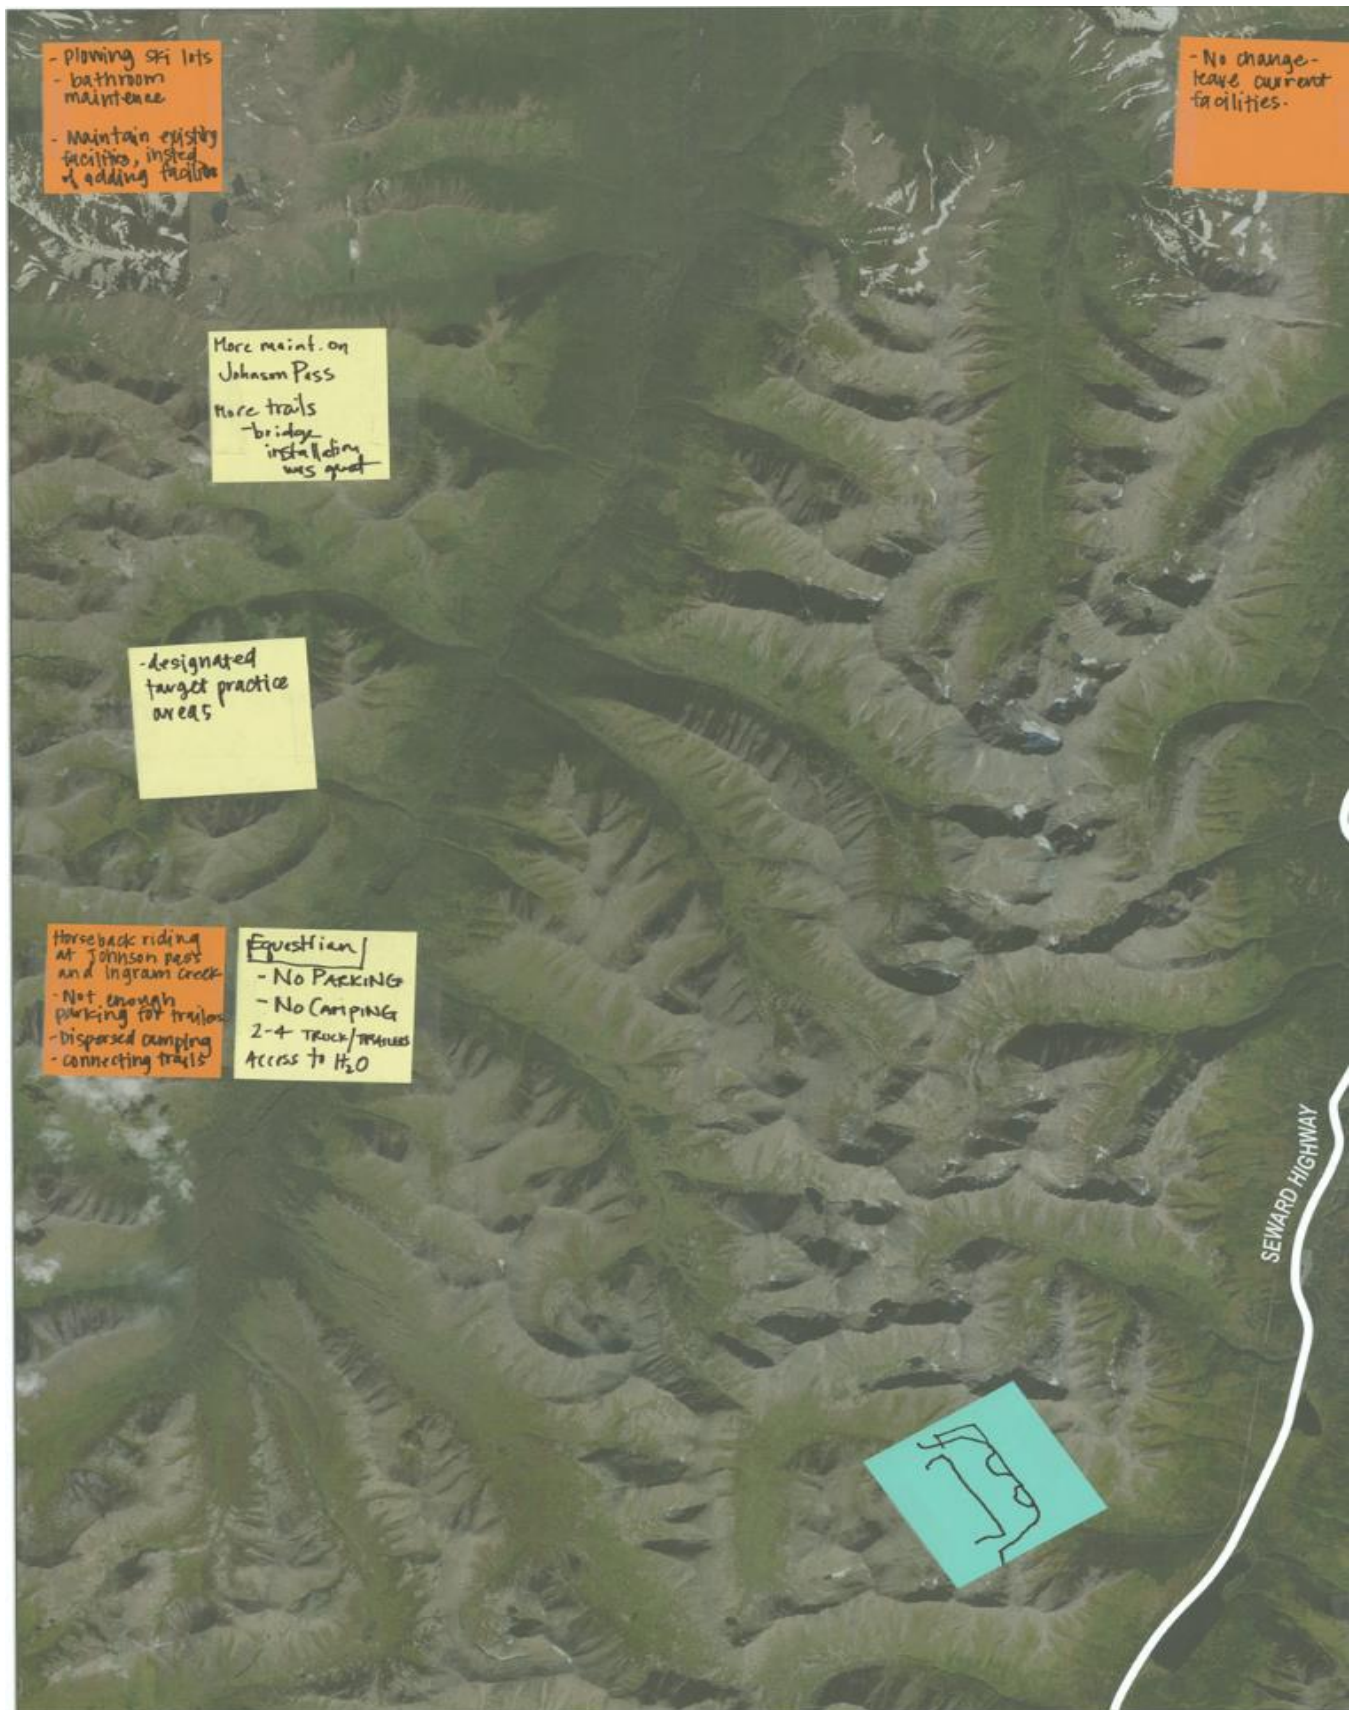 - plowing ski lots
- bathroom
maintence
- Maintain existing
facilities, insted
of adding facilities
- No change-
leave current
facilities.
More maint. on
Johnson Pass
More trails
-bridge
installation
was great
-designated
target practice
areas
Horseback riding
at Johnson pass
and Ingram Creek
-Not enough
parking for trailers
-Dispersed camping
-connecting trails
Equestrian
- NO PARKING
- NO CAMPING
2-4 TRUCK/TRAILERS
Access to H₂O
SEWARD HIGHWAY